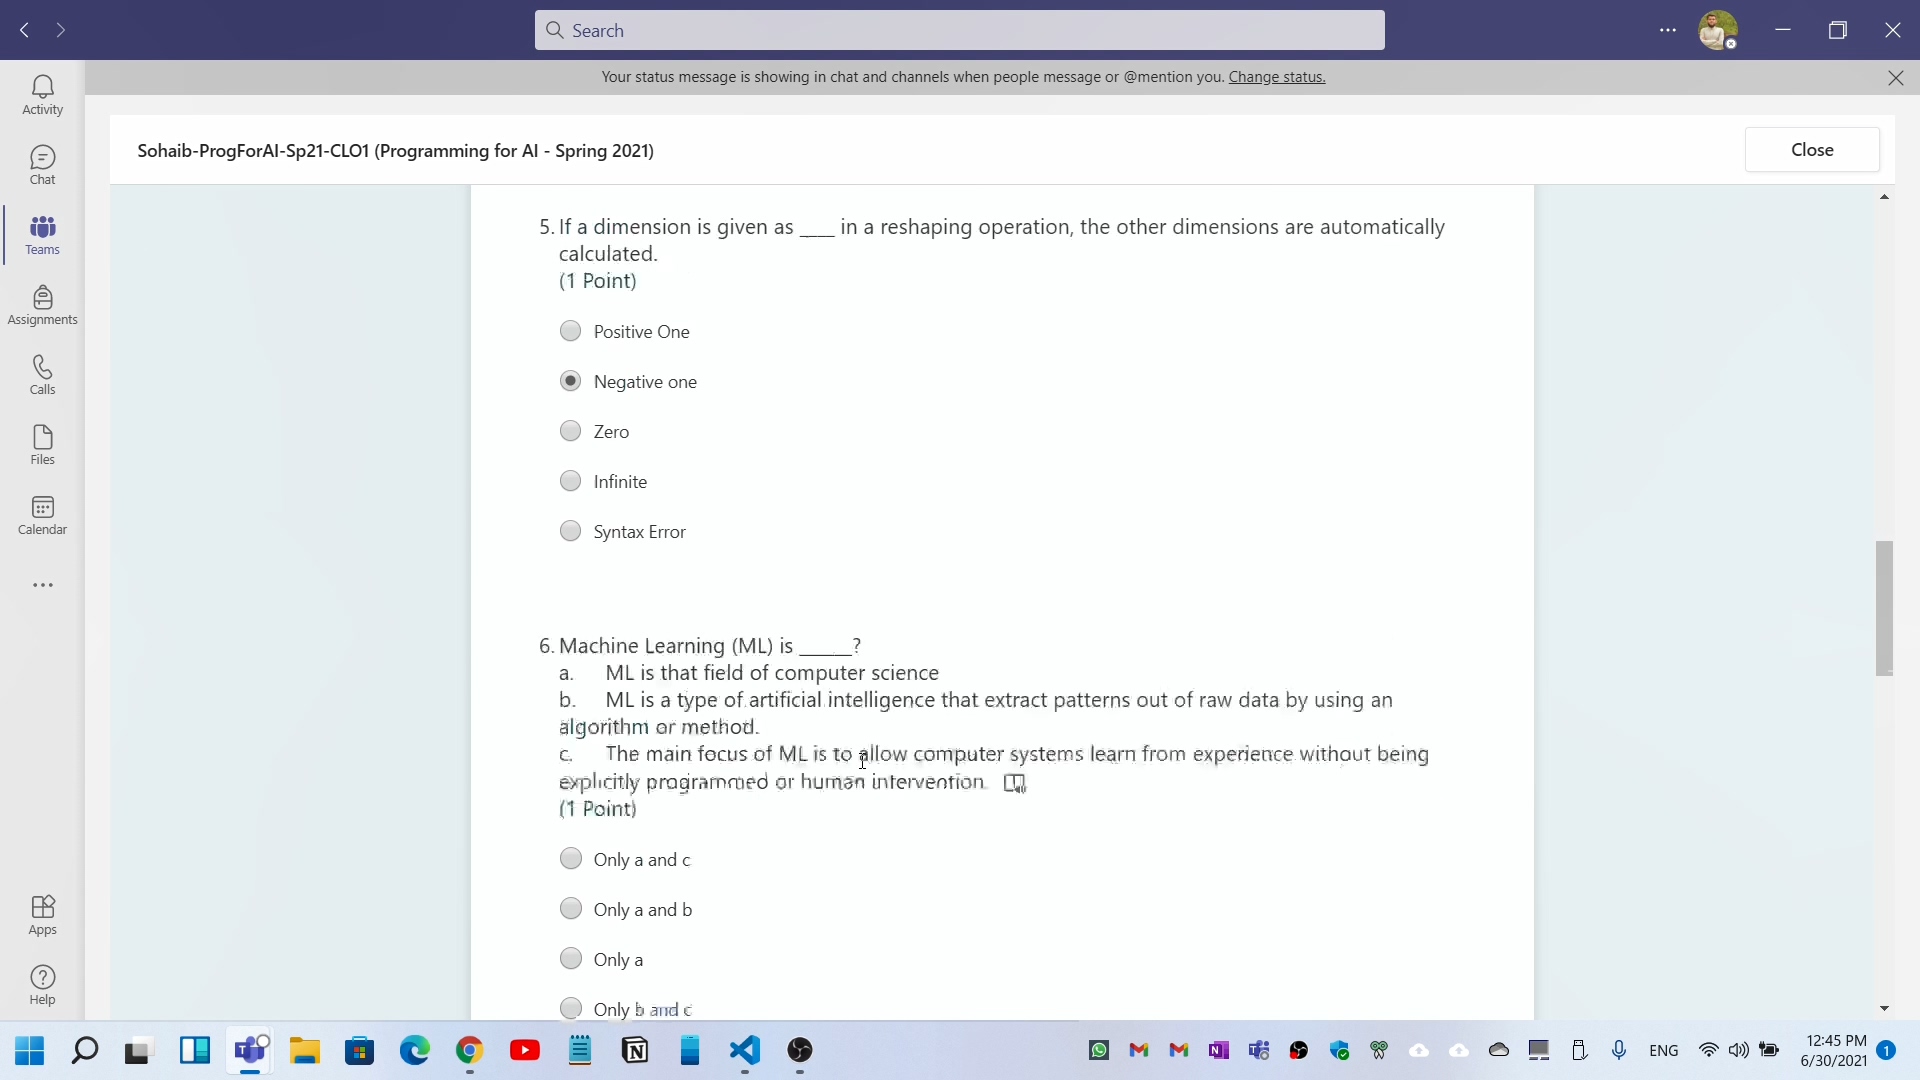 Search
Your status message is showing in chat and channels when people message or @mention you. Change status.
Activity
Chat
Teams
Assignments
Calls
Files
Calendar
Apps
Help
Sohaib-ProgForAI-Sp21-CLO1 (Programming for AI - Spring 2021)
Close
5. If a dimension is given as ____ in a reshaping operation, the other dimensions are automatically
calculated.
(1 Point)
Positive One
Negative one
Zero
Infinite
Syntax Error
6. Machine Learning (ML) is _____?
a. ML is that field of computer science
b. ML is a type of artificial intelligence that extract patterns out of raw data by using an
algorithm or method.
c. The main focus of ML is to allow computer systems learn from experience without being
explicitly programmed or human intervention.
(1 Point)
Only a and c
Only a and b
Only a
Only b and c
ENG
12:45 PM
6/30/2021
1